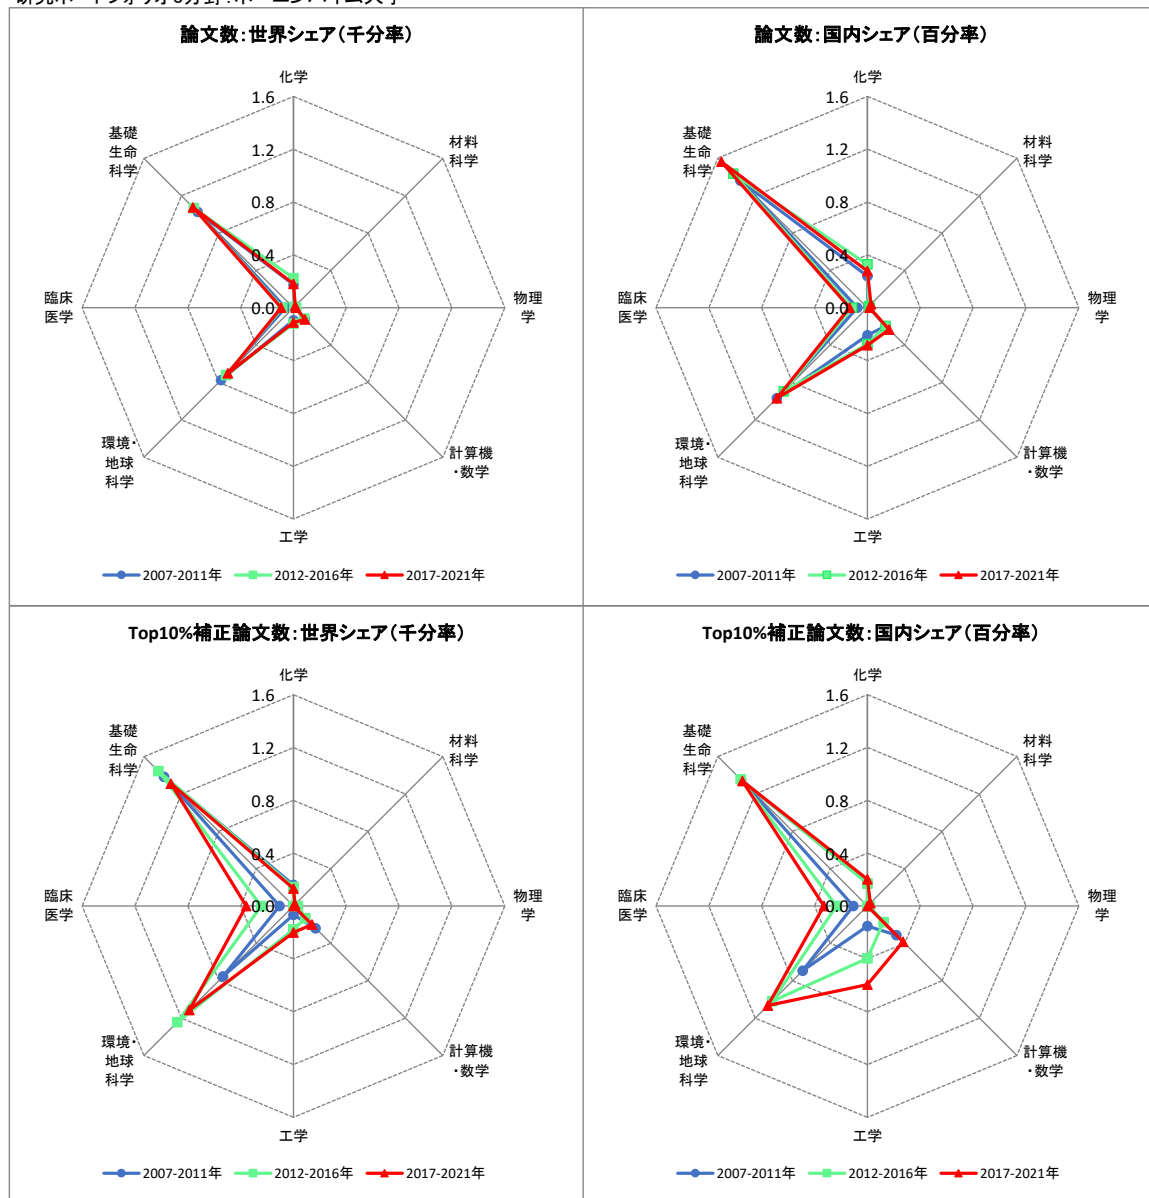 論文数：世界シェア（千分率）
化学
1.6
1.2
0.8
0.4
0.0
材料
科学
物理
学
計算機
・数学
工学
環境・
地球
科学
臨床
医学
基礎
生命
科学
2007-2011年
2012-2016年
2017-2021年
論文数：国内シェア（百分率）
化学
1.6
1.2
0.8
0.4
0.0
材料
科学
物理
学
計算機
・数学
工学
環境・
地球
科学
臨床
医学
基礎
生命
科学
2007-2011年
2012-2016年
2017-2021年
Top10%補正論文数：世界シェア（千分率）
化学
1.6
1.2
0.8
0.4
0.0
材料
科学
物理
学
計算機
・数学
工学
環境・
地球
科学
臨床
医学
基礎
生命
科学
2007-2011年
2012-2016年
2017-2021年
Top10%補正論文数：国内シェア（百分率）
化学
1.6
1.2
0.8
0.4
0.0
材料
科学
物理
学
計算機
・数学
工学
環境・
地球
科学
臨床
医学
基礎
生命
科学
2007-2011年
2012-2016年
2017-2021年